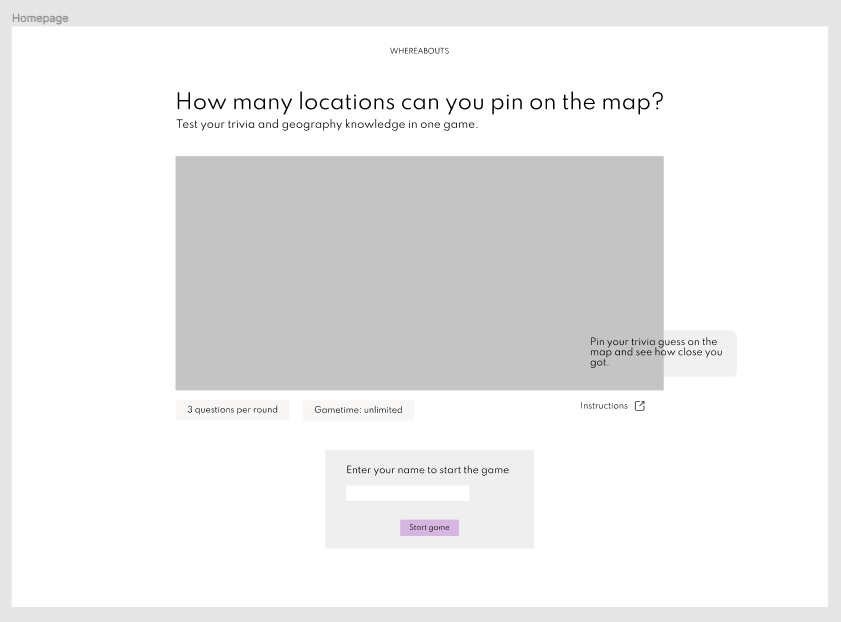 Homepage
WHEREABOUTS
How many locations can you pin on the map?
Test your trivia and geography knowledge in one game.
Pin your trivia guess on the
map and see how close you
got.
3 questions per round
Gametime: unlimited
Instructions
Enter your name to start the game
Start game